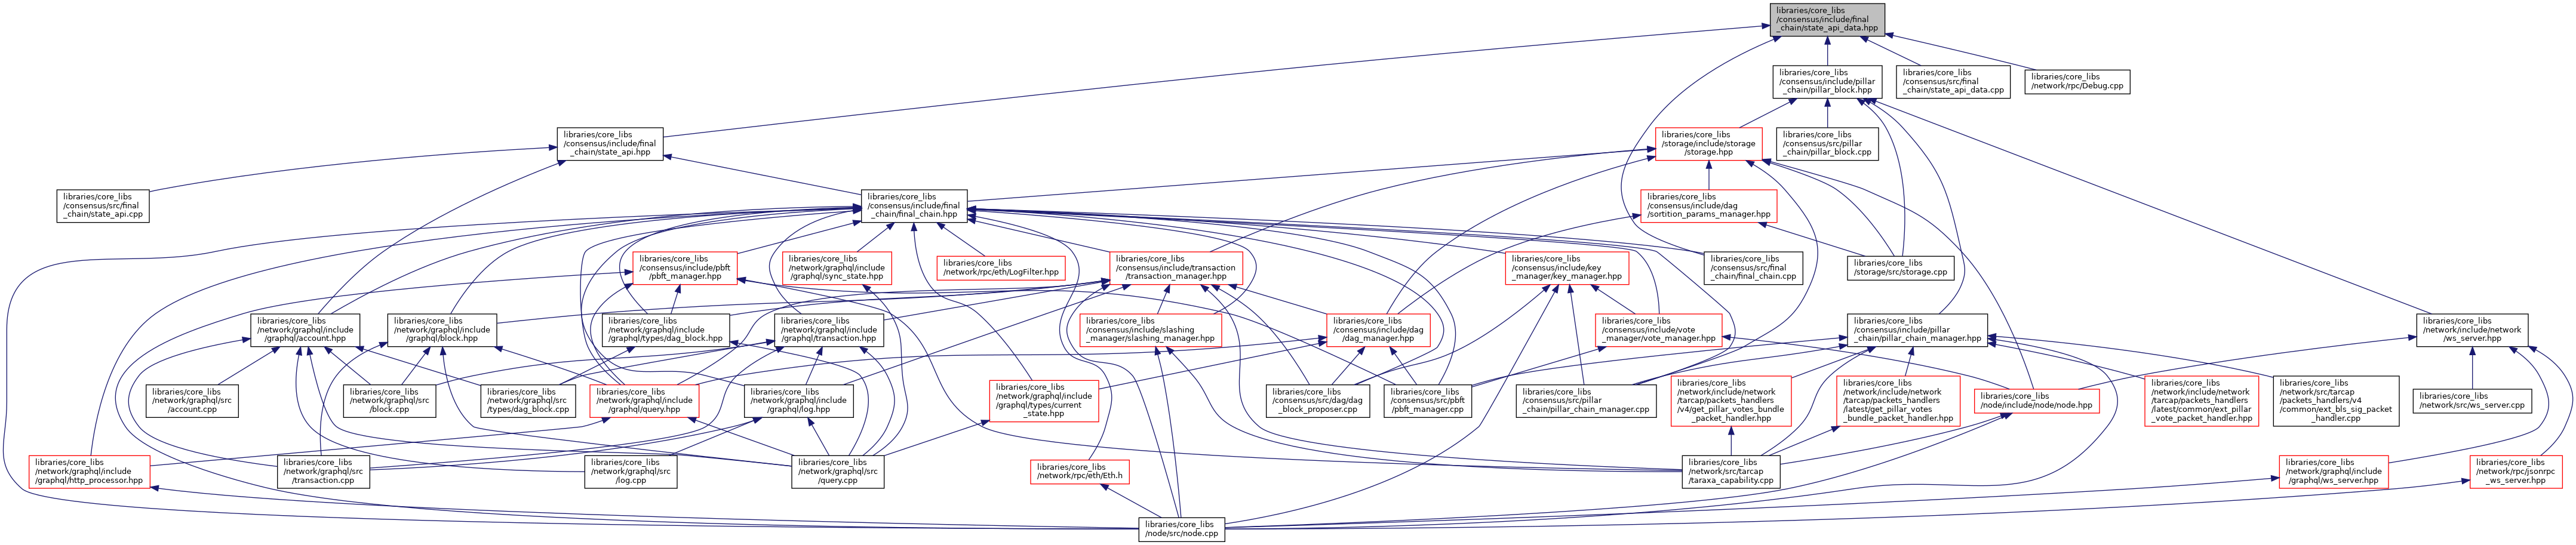 libraries/core_libs
/consensus/include/final
_chain/state_api_data.hpp
libraries/core_libs
/consensus/include/pillar
_chain/pillar_block.hpp
libraries/core_libs
/consensus/src/final
_chain/state_api_data.cpp
libraries/core_libs
/network/rpc/Debug.cpp
libraries/core_libs
/consensus/include/final
_chain/state_api.hpp
libraries/core_libs
/storage/include/storage
/storage.hpp
libraries/core_libs
/consensus/src/pillar
_chain/pillar_block.cpp
libraries/core_libs
/consensus/src/final
_chain/state_api.cpp
libraries/core_libs
/consensus/include/final
_chain/final_chain.hpp
libraries/core_libs
/consensus/include/dag
/sortition_params_manager.hpp
libraries/core_libs
/consensus/include/pbft
/pbft_manager.hpp
libraries/core_libs
/network/graphql/include
/graphql/sync_state.hpp
libraries/core_libs
/network/rpc/eth/LogFilter.hpp
libraries/core_libs
/consensus/include/transaction
/transaction_manager.hpp
libraries/core_libs
/consensus/include/key
_manager/key_manager.hpp
libraries/core_libs
/consensus/src/final
_chain/final_chain.cpp
libraries/core_libs
/storage/src/storage.cpp
libraries/core_libs
/network/graphql/include
/graphql/account.hpp
libraries/core_libs
/network/graphql/include
/graphql/block.hpp
libraries/core_libs
/network/graphql/include
/graphql/types/dag_block.hpp
libraries/core_libs
/network/graphql/include
/graphql/transaction.hpp
libraries/core_libs
/consensus/include/slashing
_manager/slashing_manager.hpp
libraries/core_libs
/consensus/include/dag
/dag_manager.hpp
libraries/core_libs
/consensus/include/vote
_manager/vote_manager.hpp
libraries/core_libs
/consensus/include/pillar
_chain/pillar_chain_manager.hpp
libraries/core_libs
/network/include/network
/ws_server.hpp
libraries/core_libs
/network/graphql/src
/account.cpp
libraries/core_libs
/network/graphql/src
/block.cpp
libraries/core_libs
/network/graphql/src
/types/dag_block.cpp
libraries/core_libs
/network/graphql/include
/graphql/query.hpp
libraries/core_libs
/network/graphql/include
/graphql/log.hpp
libraries/core_libs
/network/graphql/include
/graphql/types/current
_state.hpp
libraries/core_libs
/consensus/src/dag/dag
_block_proposer.cpp
libraries/core_libs
/consensus/src/pbft
/pbft_manager.cpp
libraries/core_libs
/consensus/src/pillar
_chain/pillar_chain_manager.cpp
libraries/core_libs
/network/include/network
/tarcap/packets_handlers
/v4/get_pillar_votes_bundle
_packet_handler.hpp
libraries/core_libs
/network/include/network
/tarcap/packets_handlers
/latest/get_pillar_votes
_bundle_packet_handler.hpp
libraries/core_libs
/node/include/node/node.hpp
libraries/core_libs
/network/include/network
/tarcap/packets_handlers
/latest/common/ext_pillar
_vote_packet_handler.hpp
libraries/core_libs
/network/src/tarcap
/packets_handlers/v4
/common/ext_bls_sig_packet
_handler.cpp
libraries/core_libs
/network/src/ws_server.cpp
libraries/core_libs
/network/graphql/include
/graphql/http_processor.hpp
libraries/core_libs
/network/graphql/src
/transaction.cpp
libraries/core_libs
/network/graphql/src
/log.cpp
libraries/core_libs
/network/graphql/src
/query.cpp
libraries/core_libs
/network/rpc/eth/Eth.h
libraries/core_libs
/network/src/tarcap
/taraxa_capability.cpp
libraries/core_libs
/network/graphql/include
/graphql/ws_server.hpp
libraries/core_libs
/network/rpc/jsonrpc
_ws_server.hpp
libraries/core_libs
/node/src/node.cpp